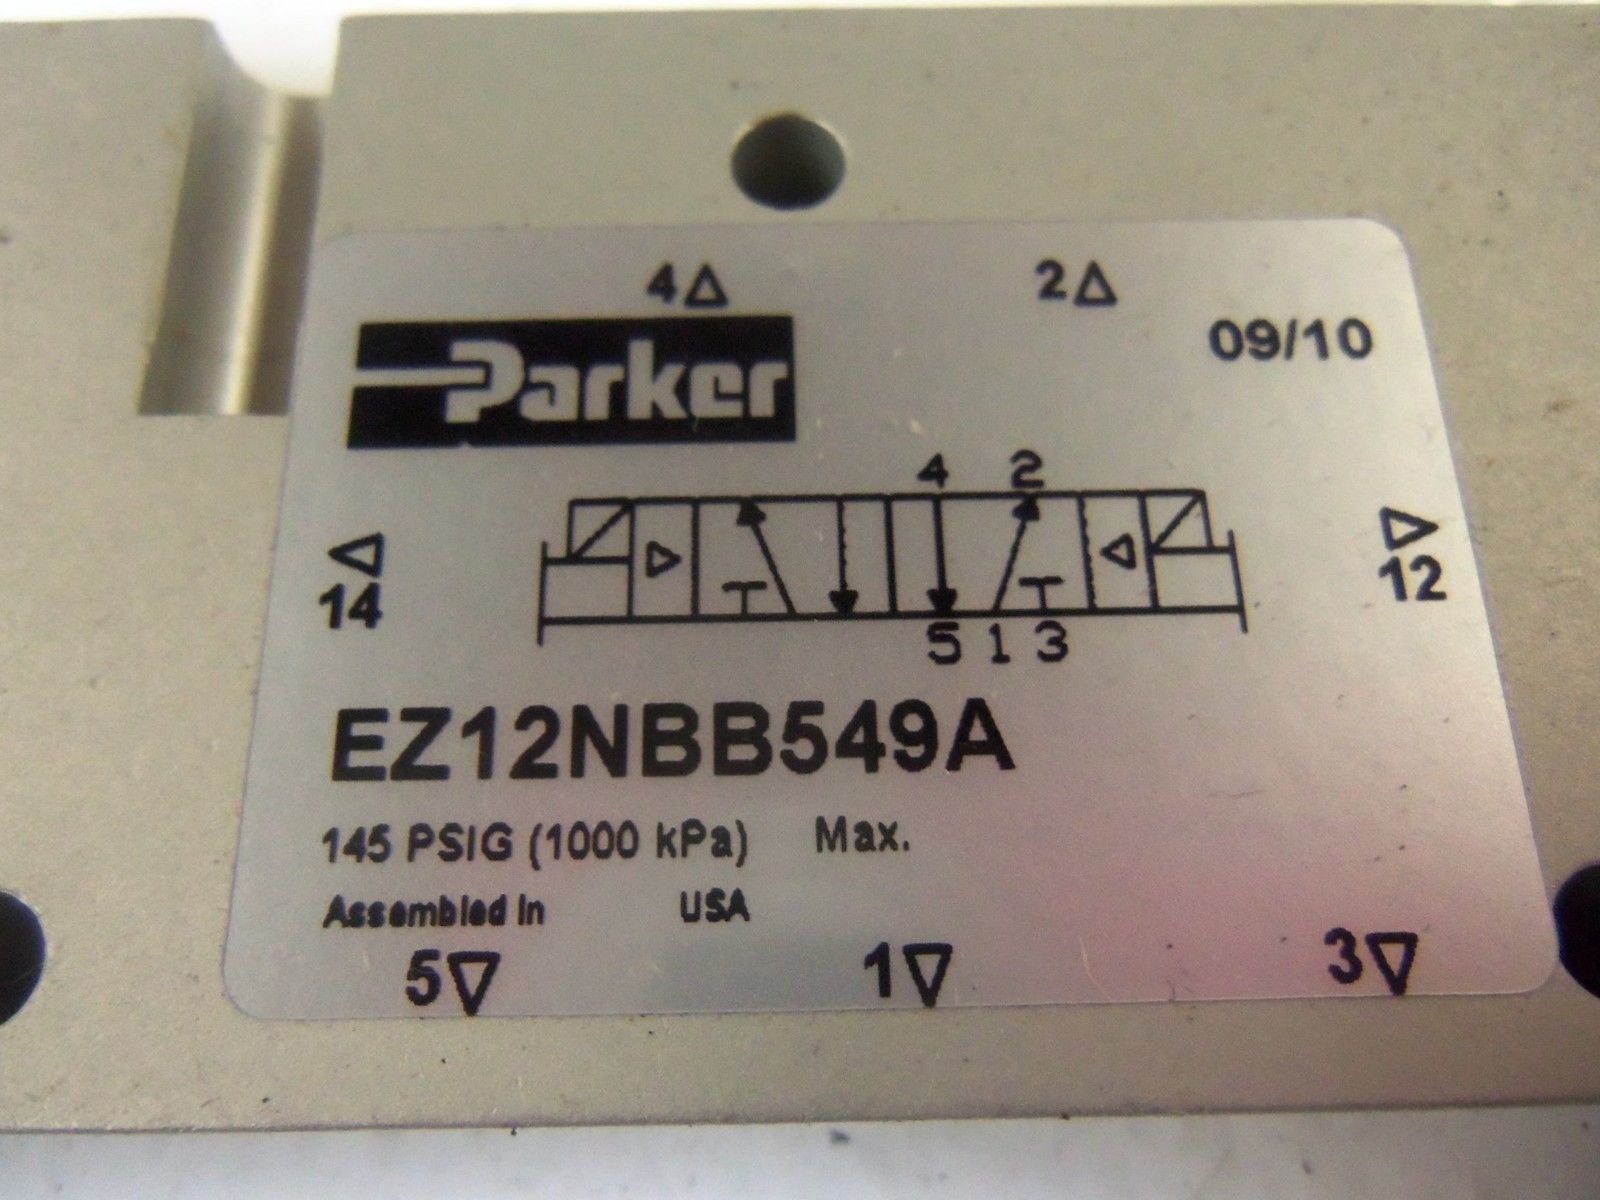 4 2
Parker 09/10
4 2
14 12
5 1 3
EZ12NBB549A
145 PSIG (1000 kPa) Max.
Assembled in USA
5 1 3